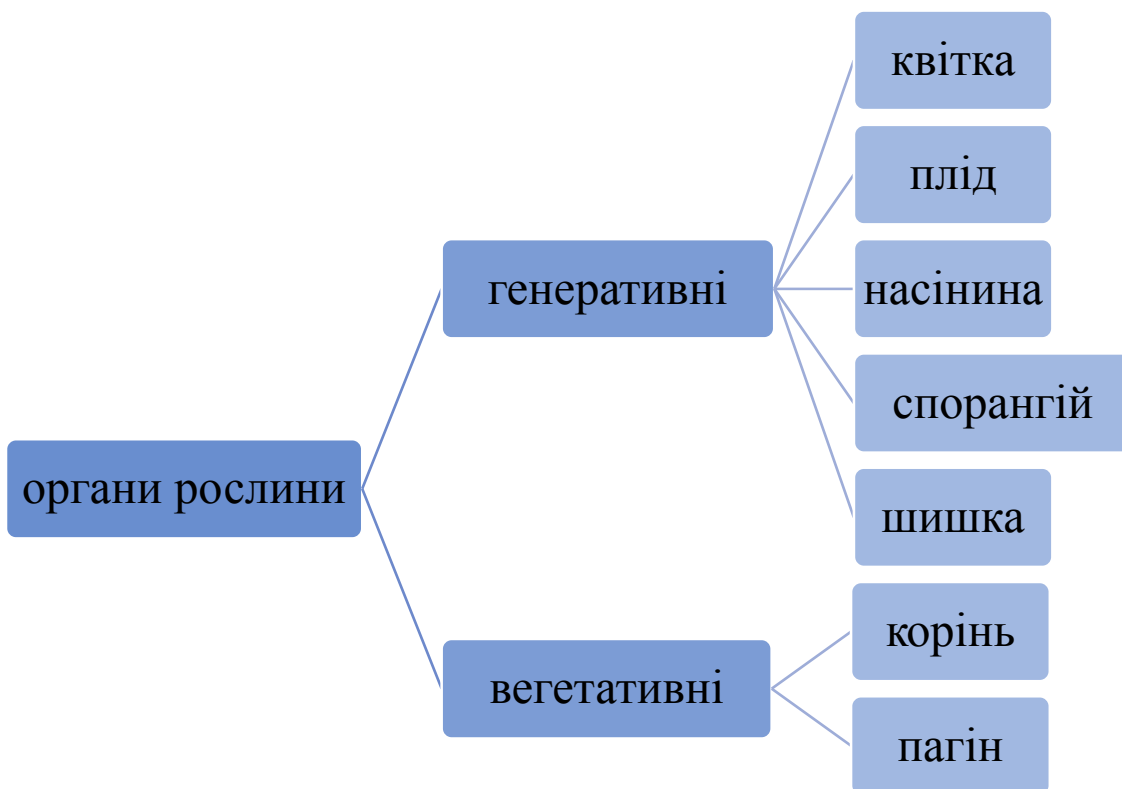 органи рослини
генеративні
квітка
плід
насінина
спорангій
шишка
вегетативні
корінь
пагін